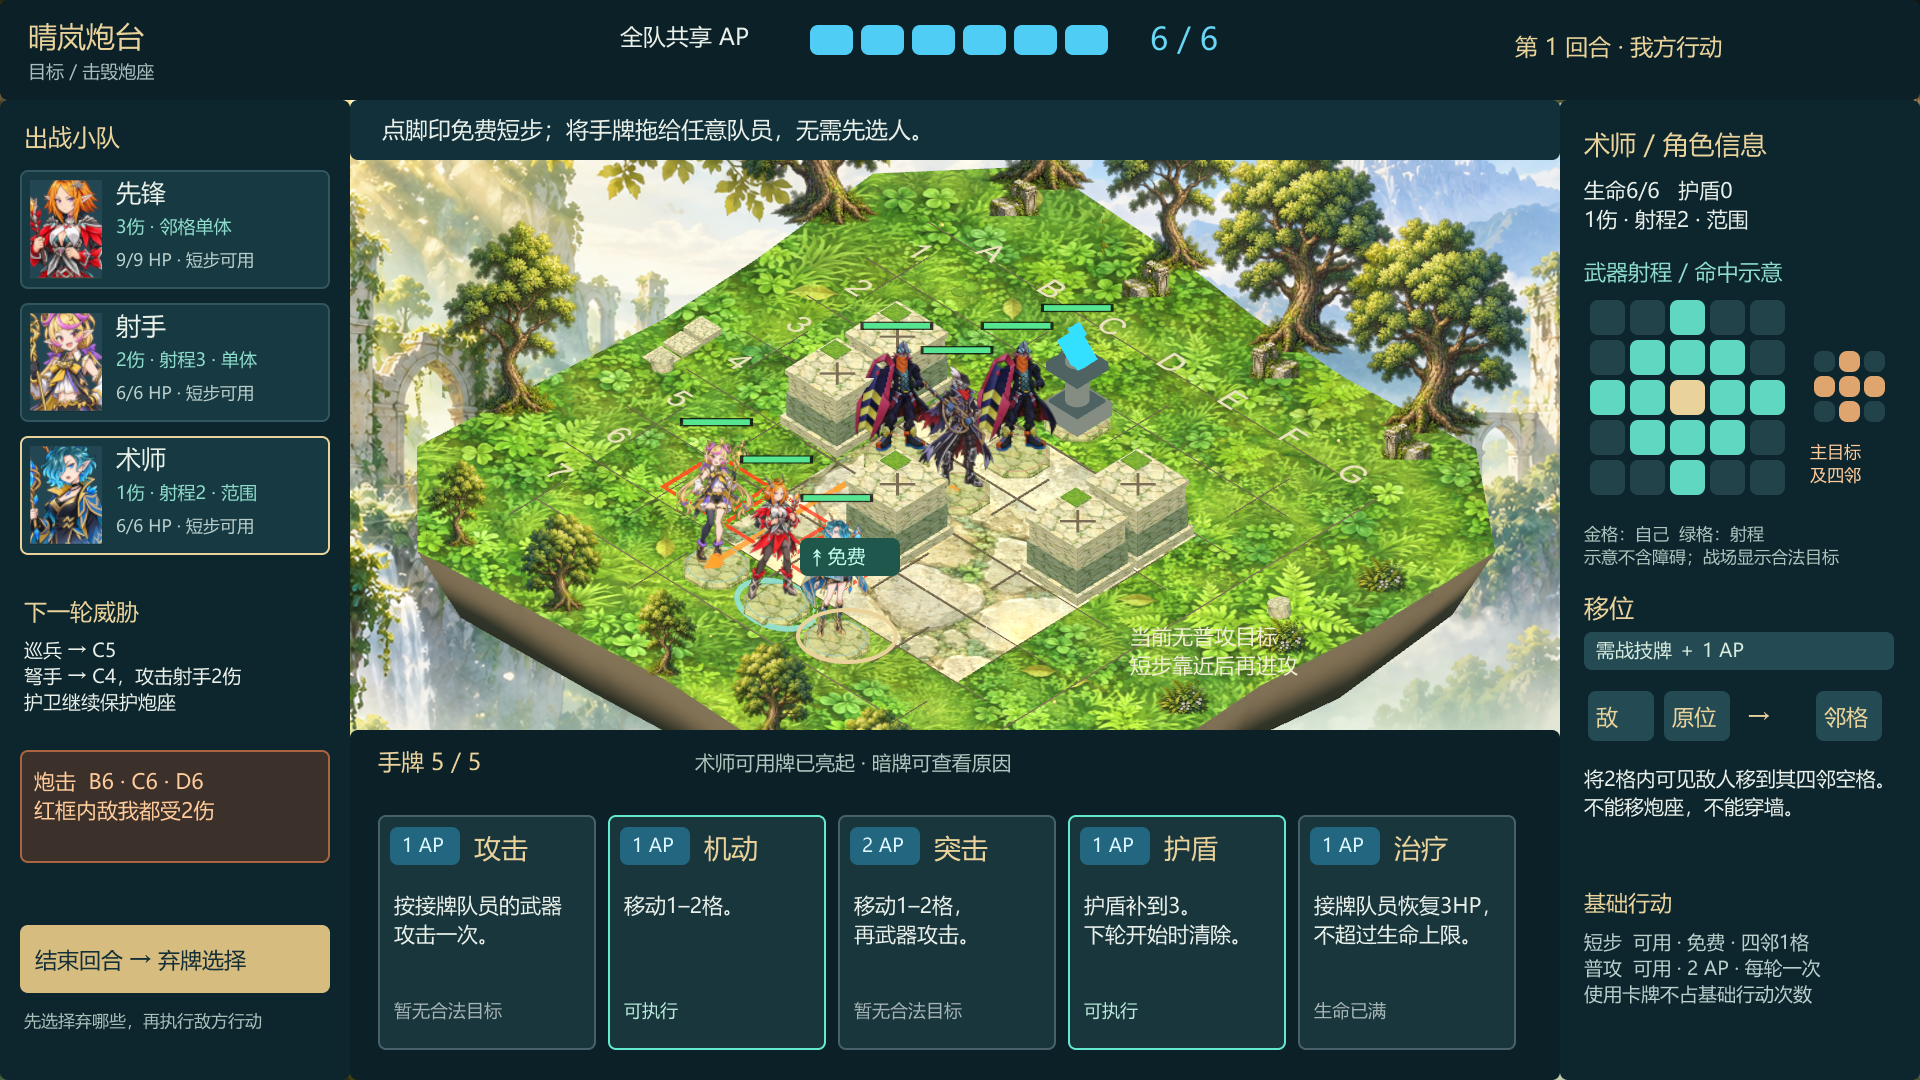 晴岚炮台
目标 / 击毁炮座
全队共享 AP
6 / 6
第 1 回合 · 我方行动
出战小队
先锋
3伤 · 邻格单体
9/9 HP · 短步可用
射手
2伤 · 射程3 · 单体
6/6 HP · 短步可用
术师
1伤 · 射程2 · 范围
6/6 HP · 短步可用
下一轮威胁
巡兵 → C5
弩手 → C4，攻击射手2伤
护卫继续保护炮座
炮击 B6 · C6 · D6
红框内敌我都受2伤
结束回合 → 弃牌选择
先选择弃哪些，再执行敌方行动
点脚印免费短步；将手牌拖给任意队员，无需先选人。
1
A
2
B
3
C
4
D
5
E
6
F
7
G
免费
当前无普攻目标
短步靠近后再进攻
手牌 5 / 5
术师可用牌已亮起 · 暗牌可查看原因
1 AP 攻击
按接牌队员的武器
攻击一次。
暂无合法目标
1 AP 机动
移动1–2格。
可执行
2 AP 突击
移动1–2格，
再武器攻击。
暂无合法目标
1 AP 护盾
护盾补到3。
下轮开始时清除。
可执行
1 AP 治疗
接牌队员恢复3HP，
不超过生命上限。
生命已满
术师 / 角色信息
生命6/6 护盾0
1伤 · 射程2 · 范围
武器射程 / 命中示意
主目标
及四邻
金格：自己 绿格：射程
示意不含障碍；战场显示合法目标
移位
需战技牌 + 1 AP
敌 原位 → 邻格
将2格内可见敌人移到其四邻空格。
不能移炮座，不能穿墙。
基础行动
短步 可用 · 免费 · 四邻1格
普攻 可用 · 2 AP · 每轮一次
使用卡牌不占基础行动次数